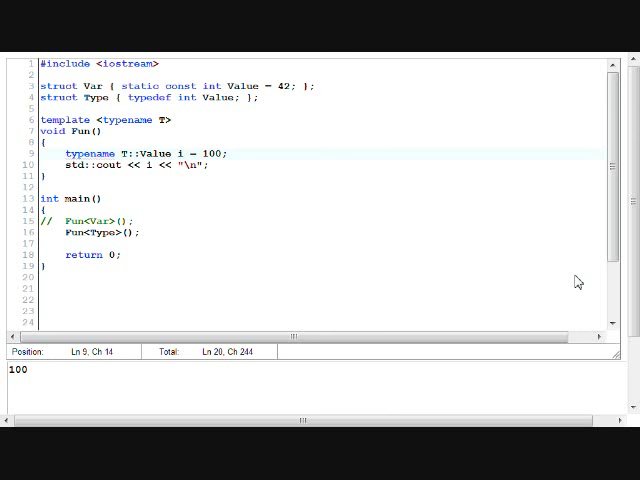 1 #include <iostream>
2
3 struct Var { static const int Value = 42; };
4 struct Type { typedef int Value; };
5
6 template <typename T>
7 void Fun()
8 {
9 typename T::Value i = 100;
10 std::cout << i << "\n";
11 }
12
13 int main()
14 {
15 // Fun<Var>();
16 Fun<Type>();
17
18 return 0;
19 }
20
21
22
23
24
Position: Ln 9, Ch 14 Total: Ln 20, Ch 244
100